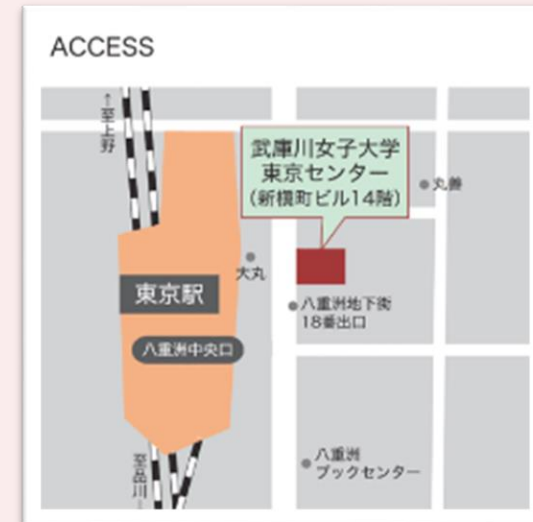 ACCESS
↑至上野
武庫川女子大学
東京センター
(新槇町ビル14階)
丸善
大丸
東京駅
八重洲地下街
18番出口
八重洲中央口
至品川↓
八重洲
ブックセンター